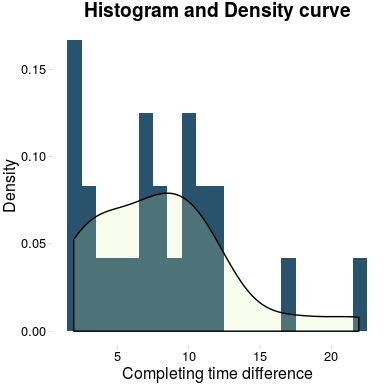 Histogram and Density curve
0.15
0.10
0.05
0.00
Density
5 10 15 20
Completing time difference